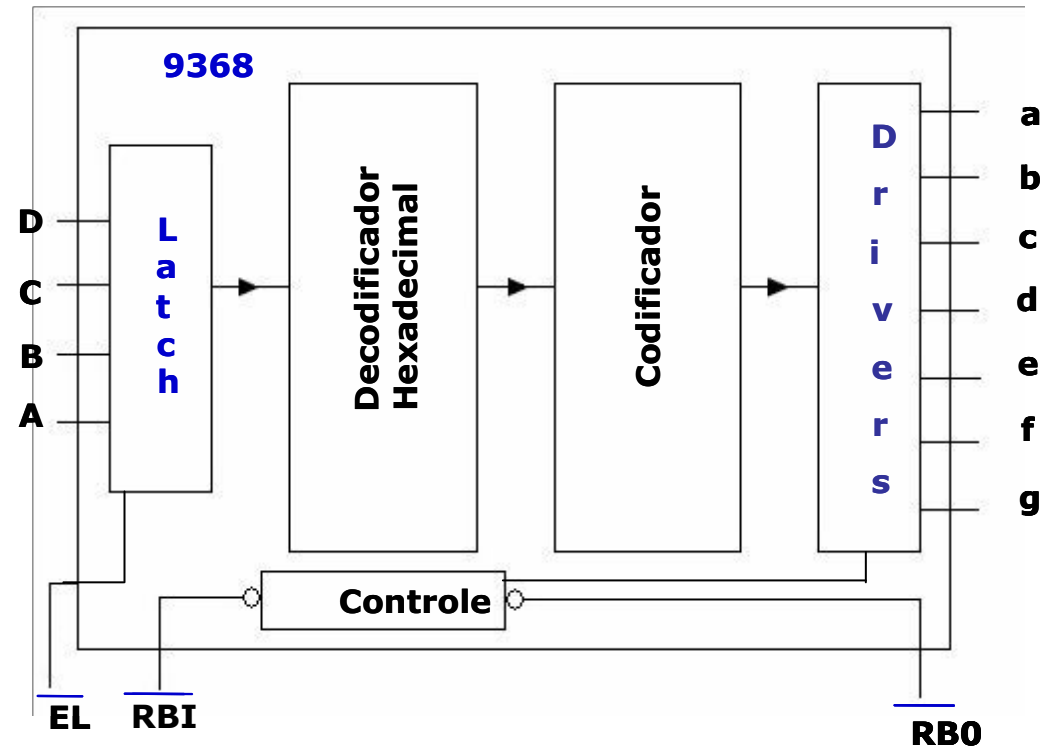 9368
D
C
B
A
Latch
Decodificador
Hexadecimal
Codificador
Drivers
a
b
c
d
e
f
g
Controle
EL
RBI
RB0